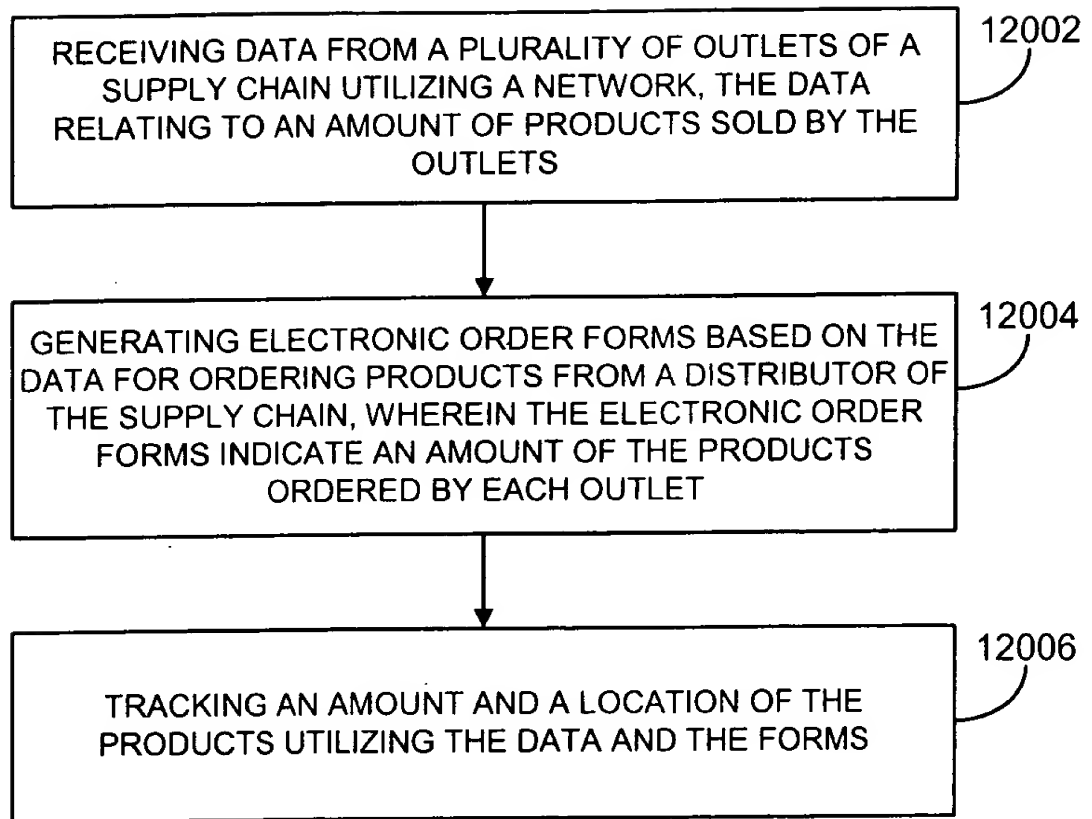 RECEIVING DATA FROM A PLURALITY OF OUTLETS OF A
SUPPLY CHAIN UTILIZING A NETWORK, THE DATA
RELATING TO AN AMOUNT OF PRODUCTS SOLD BY THE
OUTLETS
12002
GENERATING ELECTRONIC ORDER FORMS BASED ON THE
DATA FOR ORDERING PRODUCTS FROM A DISTRIBUTOR OF
THE SUPPLY CHAIN, WHEREIN THE ELECTRONIC ORDER
FORMS INDICATE AN AMOUNT OF THE PRODUCTS
ORDERED BY EACH OUTLET
12004
TRACKING AN AMOUNT AND A LOCATION OF THE
PRODUCTS UTILIZING THE DATA AND THE FORMS
12006